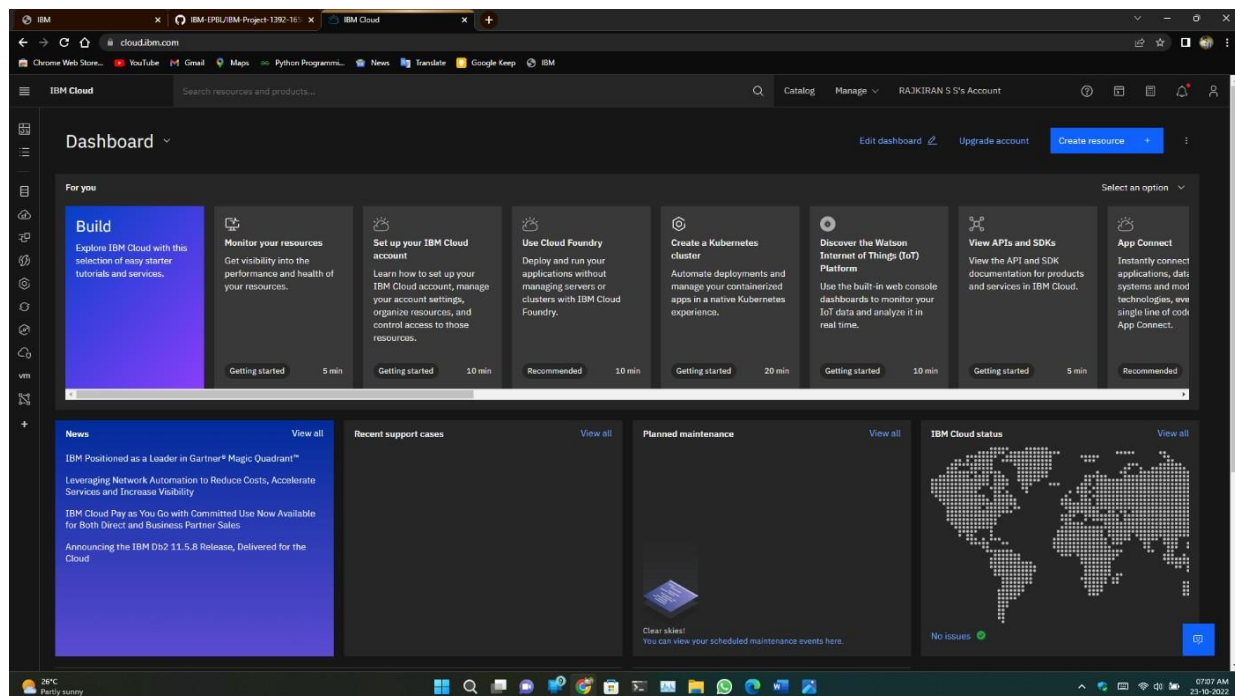 IBM
IBM-EPBL/IBM-Project-1392-165
IBM Cloud
cloud.ibm.com
Chrome Web Store...
YouTube
Gmail
Maps
Python Programmi...
News
Translate
Google Keep
IBM
IBM Cloud
Search resources and products...
Catalog
Manage
RAJKIRAN S S's Account
Dashboard
Edit dashboard
Upgrade account
Create resource +
For you
Select an option
Build
Explore IBM Cloud with this
selection of easy starter
tutorials and services.
Monitor your resources
Get visibility into the
performance and health of
your resources.
Getting started 5 min
Set up your IBM Cloud
account
Learn how to set up your
IBM Cloud account, manage
your account settings,
organize resources, and
control access to those
resources.
Getting started 10 min
Use Cloud Foundry
Deploy and run your
applications without
managing servers or
clusters with IBM Cloud
Foundry.
Recommended 10 min
Create a Kubernetes
cluster
Automate deployments and
manage your containerized
apps in a native Kubernetes
experience.
Getting started 20 min
Discover the Watson
Internet of Things (IoT)
Platform
Use the built-in web console
dashboards to monitor your
IoT data and analyze it in
real time.
Getting started 10 min
View APIs and SDKs
View the API and SDK
documentation for products
and services in IBM Cloud.
Getting started 5 min
App Connect
Instantly connect
applications, data
systems and mod
technologies, eve
single line of code
App Connect.
Recommended
vm
News View all
IBM Positioned as a Leader in Gartner® Magic Quadrant™
Leveraging Network Automation to Reduce Costs, Accelerate
Services and Increase Visibility
IBM Cloud Pay as You Go with Committed Use Now Available
for Both Direct and Business Partner Sales
Announcing the IBM Db2 11.5.8 Release, Delivered for the
Cloud
Recent support cases View all
Planned maintenance View all
Clear skies!
You can view your scheduled maintenance events here.
IBM Cloud status View all
No issues
26°C
Partly sunny
07:07 AM
23-10-2022